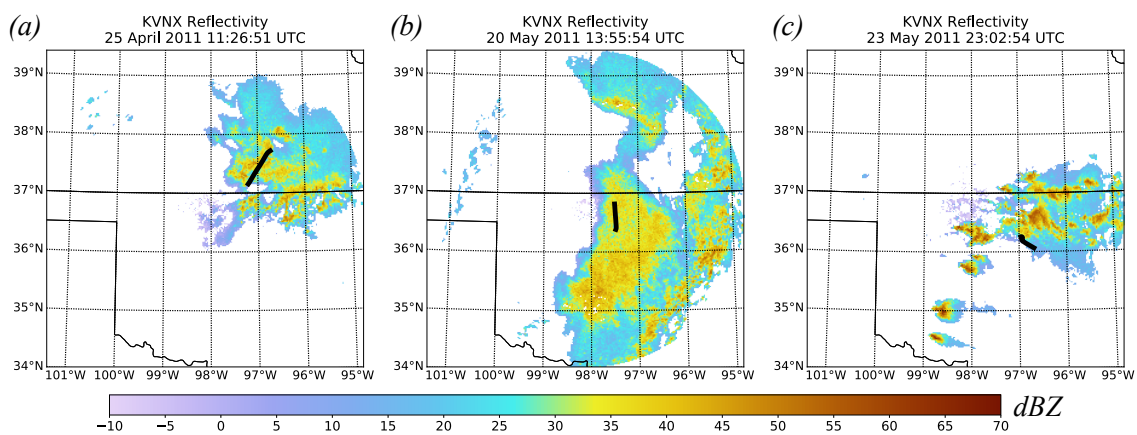 (a)
KVNX Reflectivity
25 April 2011 11:26:51 UTC
(b)
KVNX Reflectivity
20 May 2011 13:55:54 UTC
(c)
KVNX Reflectivity
23 May 2011 23:02:54 UTC
39°N
38°N
37°N
36°N
35°N
34°N
101°W 100°W 99°W 98°W 97°W 96°W 95°W
39°N
38°N
37°N
36°N
35°N
34°N
101°W 100°W 99°W 98°W 97°W 96°W 95°W
39°N
38°N
37°N
36°N
35°N
34°N
101°W 100°W 99°W 98°W 97°W 96°W 95°W
−10 −5 0 5 10 15 20 25 30 35 40 45 50 55 60 65 70
dBZ